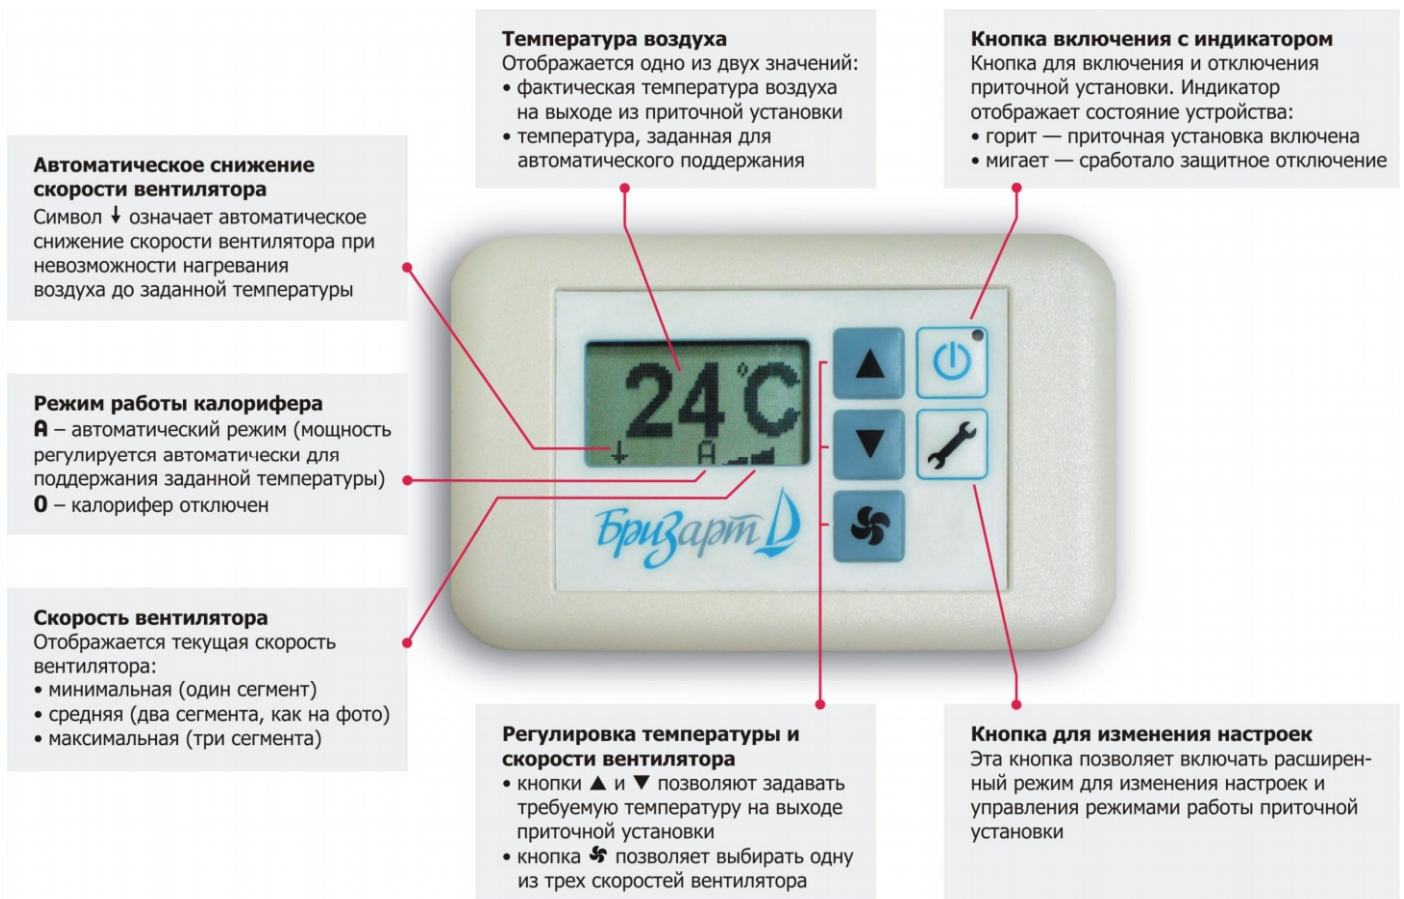 Температура воздуха
Отображается одно из двух значений:
• фактическая температура воздуха
на выходе из приточной установки
• температура, заданная для
автоматического поддержания
Кнопка включения с индикатором
Кнопка для включения и отключения
приточной установки. Индикатор
отображает состояние устройства:
• горит — приточная установка включена
• мигает — сработало защитное отключение
Автоматическое снижение
скорости вентилятора
Символ ↓ означает автоматическое
снижение скорости вентилятора при
невозможности нагревания
воздуха до заданной температуры
Режим работы калорифера
A – автоматический режим (мощность
регулируется автоматически для
поддержания заданной температуры)
0 – калорифер отключен
Скорость вентилятора
Отображается текущая скорость
вентилятора:
• минимальная (один сегмент)
• средняя (два сегмента, как на фото)
• максимальная (три сегмента)
24°C
A
Бризарт
Регулировка температуры и
скорости вентилятора
• кнопки ▲ и ▼ позволяют задавать
требуемую температуру на выходе
приточной установки
• кнопка позволяет выбирать одну
из трех скоростей вентилятора
Кнопка для изменения настроек
Эта кнопка позволяет включать расширен-
ный режим для изменения настроек и
управления режимами работы приточной
установки